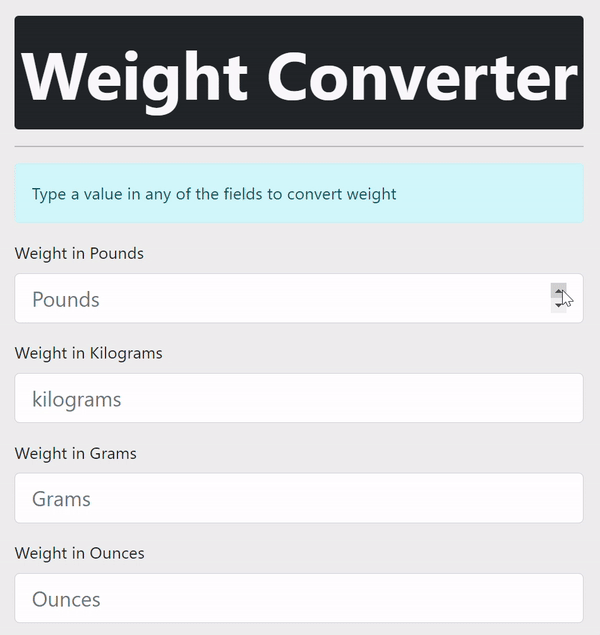 Weight Converter
Type a value in any of the fields to convert weight
Weight in Pounds
Pounds
Weight in Kilograms
kilograms
Weight in Grams
Grams
Weight in Ounces
Ounces